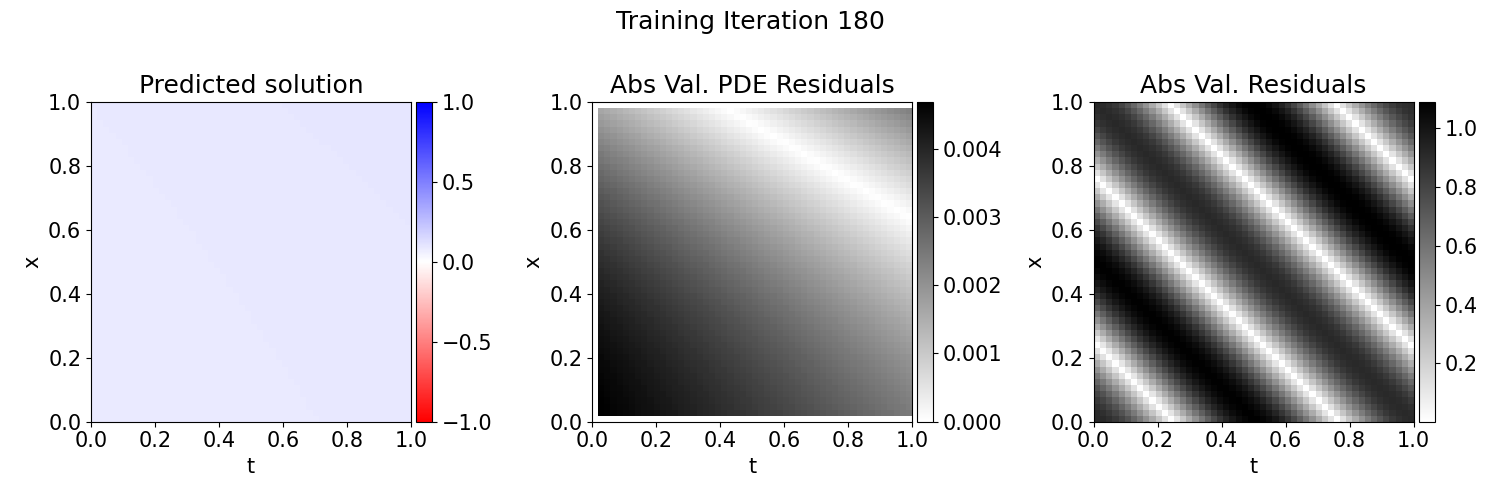 Training Iteration 180
Predicted solution
Abs Val. PDE Residuals
Abs Val. Residuals
1.0
0.8
0.6
0.4
0.2
0.0
x
0.0 0.2 0.4 0.6 0.8 1.0
t
1.0
0.5
0.0
−0.5
−1.0
1.0
0.8
0.6
0.4
0.2
0.0
x
0.0 0.2 0.4 0.6 0.8 1.0
t
0.004
0.003
0.002
0.001
0.000
1.0
0.8
0.6
0.4
0.2
0.0
x
0.0 0.2 0.4 0.6 0.8 1.0
t
1.0
0.8
0.6
0.4
0.2